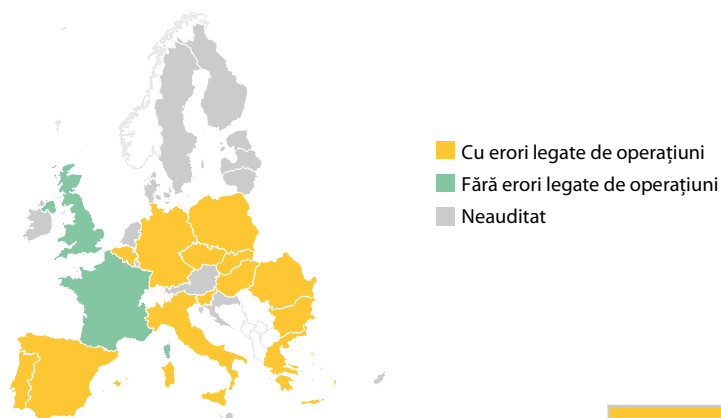 Cu erori legate de operațiuni
Fără erori legate de operațiuni
Neauditat